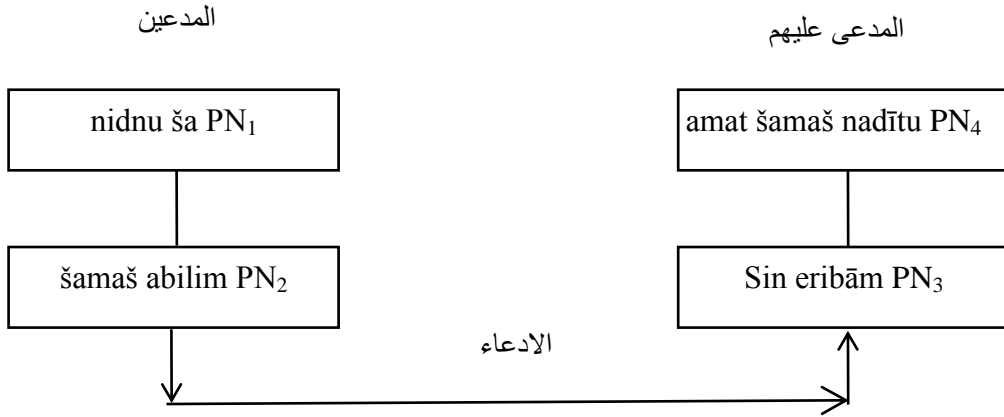 المدعى عليهم
المدعين
nidnu ša PN₁
amat šamaš nadītu PN₄
šamaš abilim PN₂
Sin eribām PN₃
الادعاء